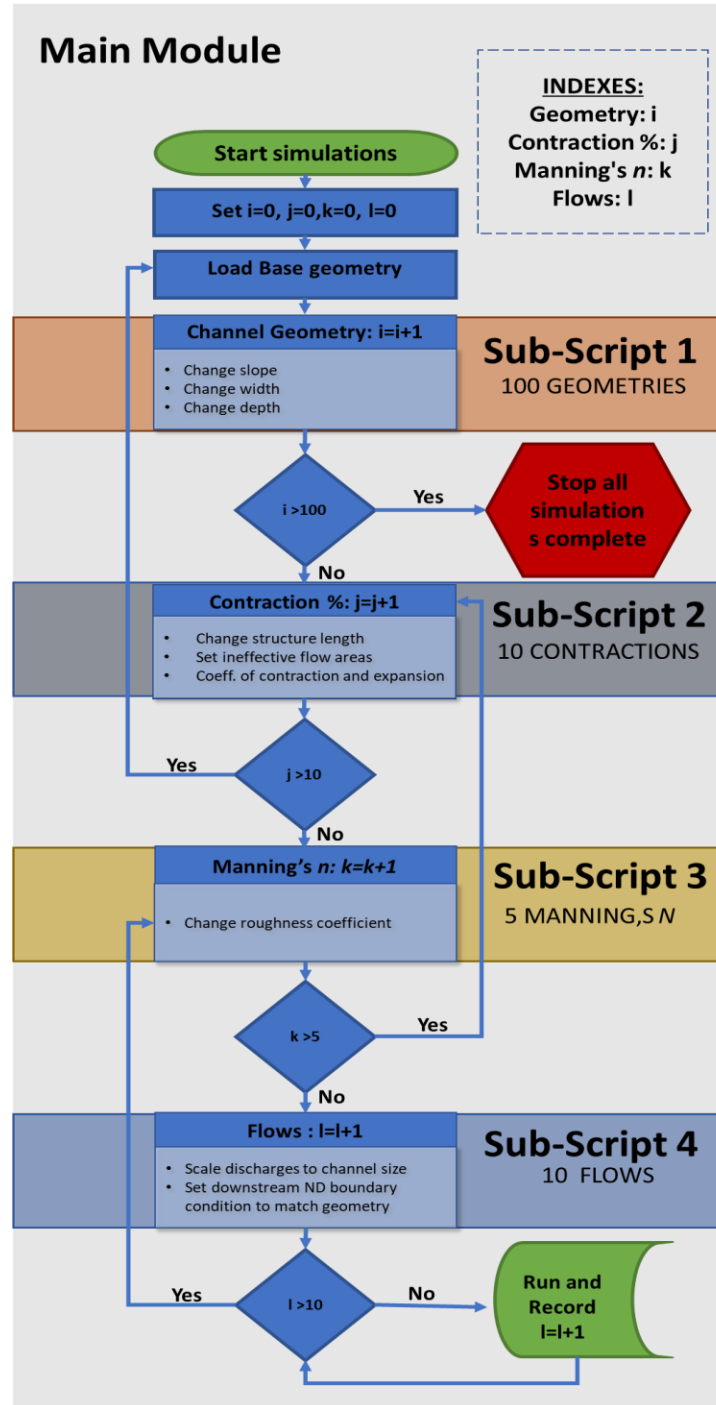 Main Module
INDEXES:
Geometry: i
Contraction %: j
Manning's n: k
Flows: l
Start simulations
Set i=0, j=0,k=0, l=0
Load Base geometry
Channel Geometry: i=i+1
• Change slope
• Change width
• Change depth
Sub-Script 1
100 GEOMETRIES
i >100
Yes
Stop all
simulation
s complete
No
Contraction %: j=j+1
• Change structure length
• Set ineffective flow areas
• Coeff. of contraction and expansion
Sub-Script 2
10 CONTRACTIONS
Yes
j >10
No
Manning’s n: k=k+1
• Change roughness coefficient
Sub-Script 3
5 MANNING,S N
k >5
Yes
No
Flows : l=l+1
• Scale discharges to channel size
• Set downstream ND boundary
condition to match geometry
Sub-Script 4
10 FLOWS
Yes
l >10
No
Run and
Record
l=l+1